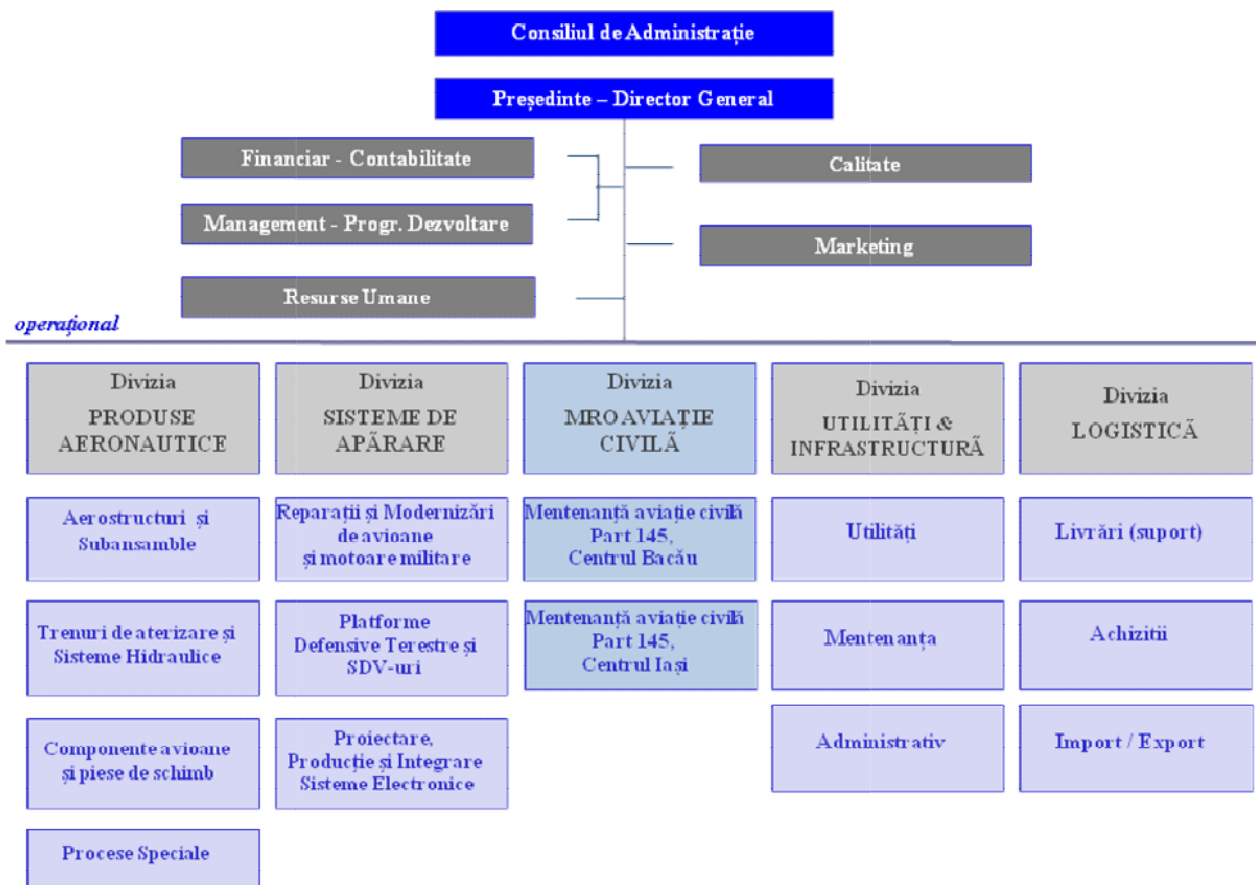 Consiliul de Administrație
Președinte – Director General
Financiar - Contabilitate
Calitate
Management - Progr. Dezvoltare
Marketing
Resurse Umane
operațional
Divizia
PRODUSE
AERONAUTICE
Divizia
SISTEME DE
APĂRARE
Divizia
MRO AVIAȚIE
CIVILĂ
Divizia
UTILITĂȚI &
INFRASTRUCTURĂ
Divizia
LOGISTICĂ
Aerostructuri și
Subansamble
Reparații și Modernizări
de avioane
și motoare militare
Mentenanță aviație civilă
Part 145,
Centrul Bacău
Utilități
Livrări (suport)
Trenuri de aterizare și
Sisteme Hidraulice
Platforme
Defensive Terestre și
SDV-uri
Mentenanță aviație civilă
Part 145,
Centrul Iași
Mentenanța
Achizitii
Componente avioane
și piese de schimb
Proiectare,
Producție și Integrare
Sisteme Electronice
Administrativ
Import / Export
Procese Speciale